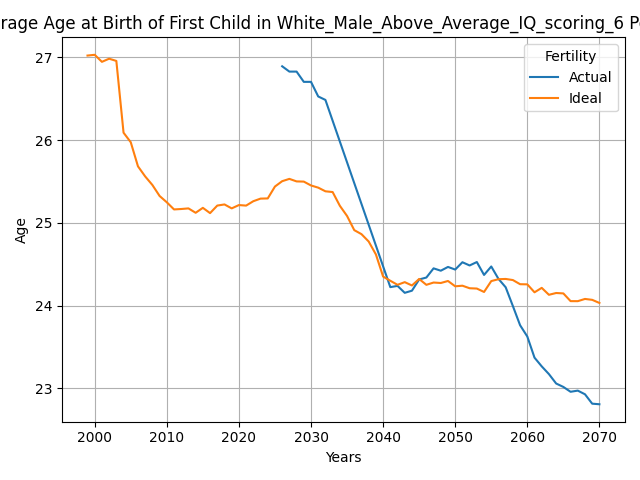 rage Age at Birth of First Child in White_Male_Above_Average_IQ_scoring_6 P
Fertility
Actual
Ideal
27
26
25
24
23
Age
2000 2010 2020 2030 2040 2050 2060 2070
Years